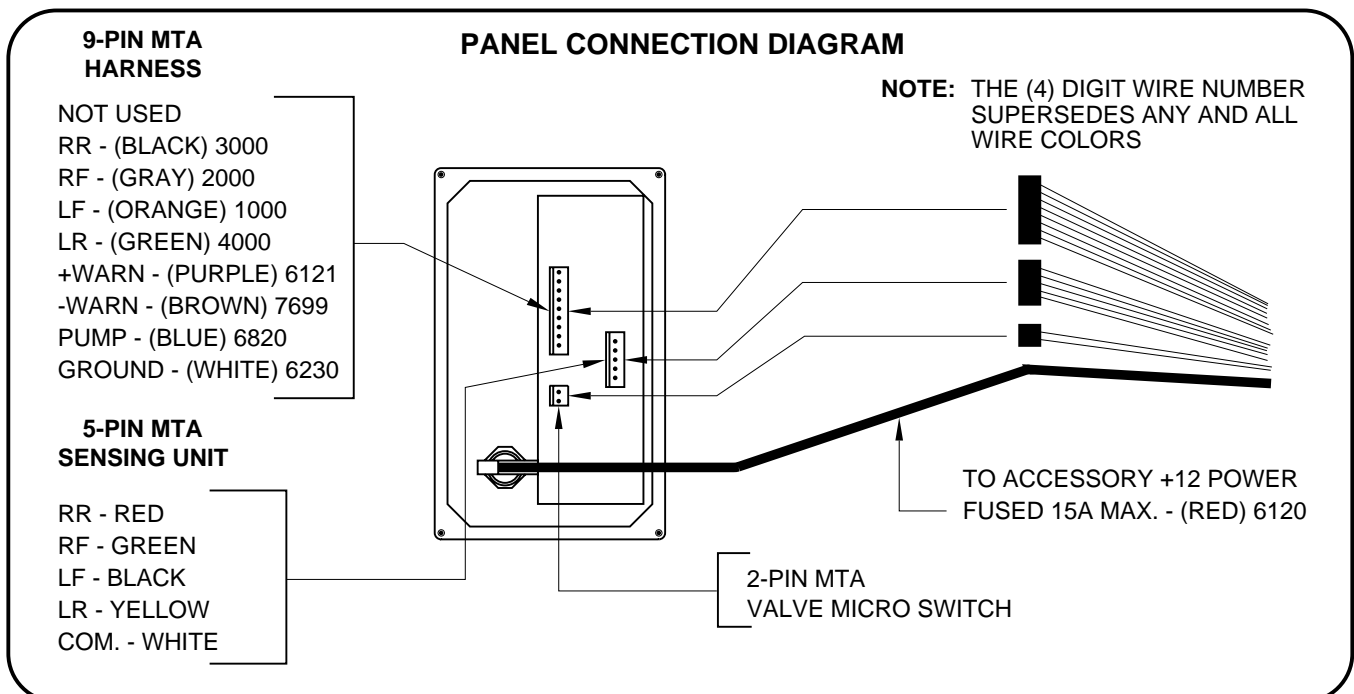 PANEL CONNECTION DIAGRAM
9-PIN MTA
HARNESS
NOT USED
RR - (BLACK) 3000
RF - (GRAY) 2000
LF - (ORANGE) 1000
LR - (GREEN) 4000
+WARN - (PURPLE) 6121
-WARN - (BROWN) 7699
PUMP - (BLUE) 6820
GROUND - (WHITE) 6230
5-PIN MTA
SENSING UNIT
RR - RED
RF - GREEN
LF - BLACK
LR - YELLOW
COM. - WHITE
NOTE: THE (4) DIGIT WIRE NUMBER
SUPERSEDES ANY AND ALL
WIRE COLORS
TO ACCESSORY +12 POWER
FUSED 15A MAX. - (RED) 6120
2-PIN MTA
VALVE MICRO SWITCH